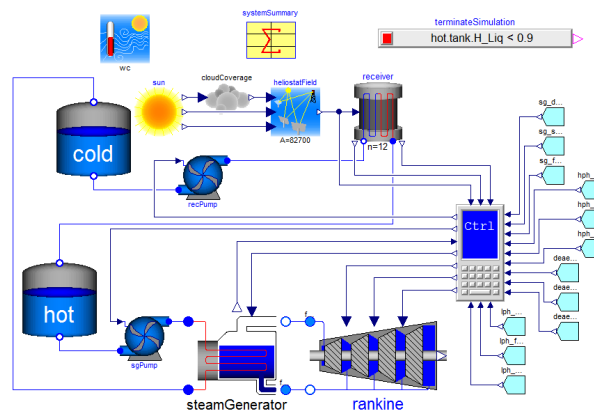 systemSummary
terminateSimulation
hot.tank.H_Liq < 0.9
wc
sun
cloudCoverage
heliostatField
receiver
A=82700
n=12
cold
recPump
sg_d...
sg_s...
sg_f...
hph_...
hph_...
hph_...
Ctrl
deae...
deae...
deae...
hot
sgPump
f
f
f
f
lph_...
lph_f...
lph_...
steamGenerator
rankine